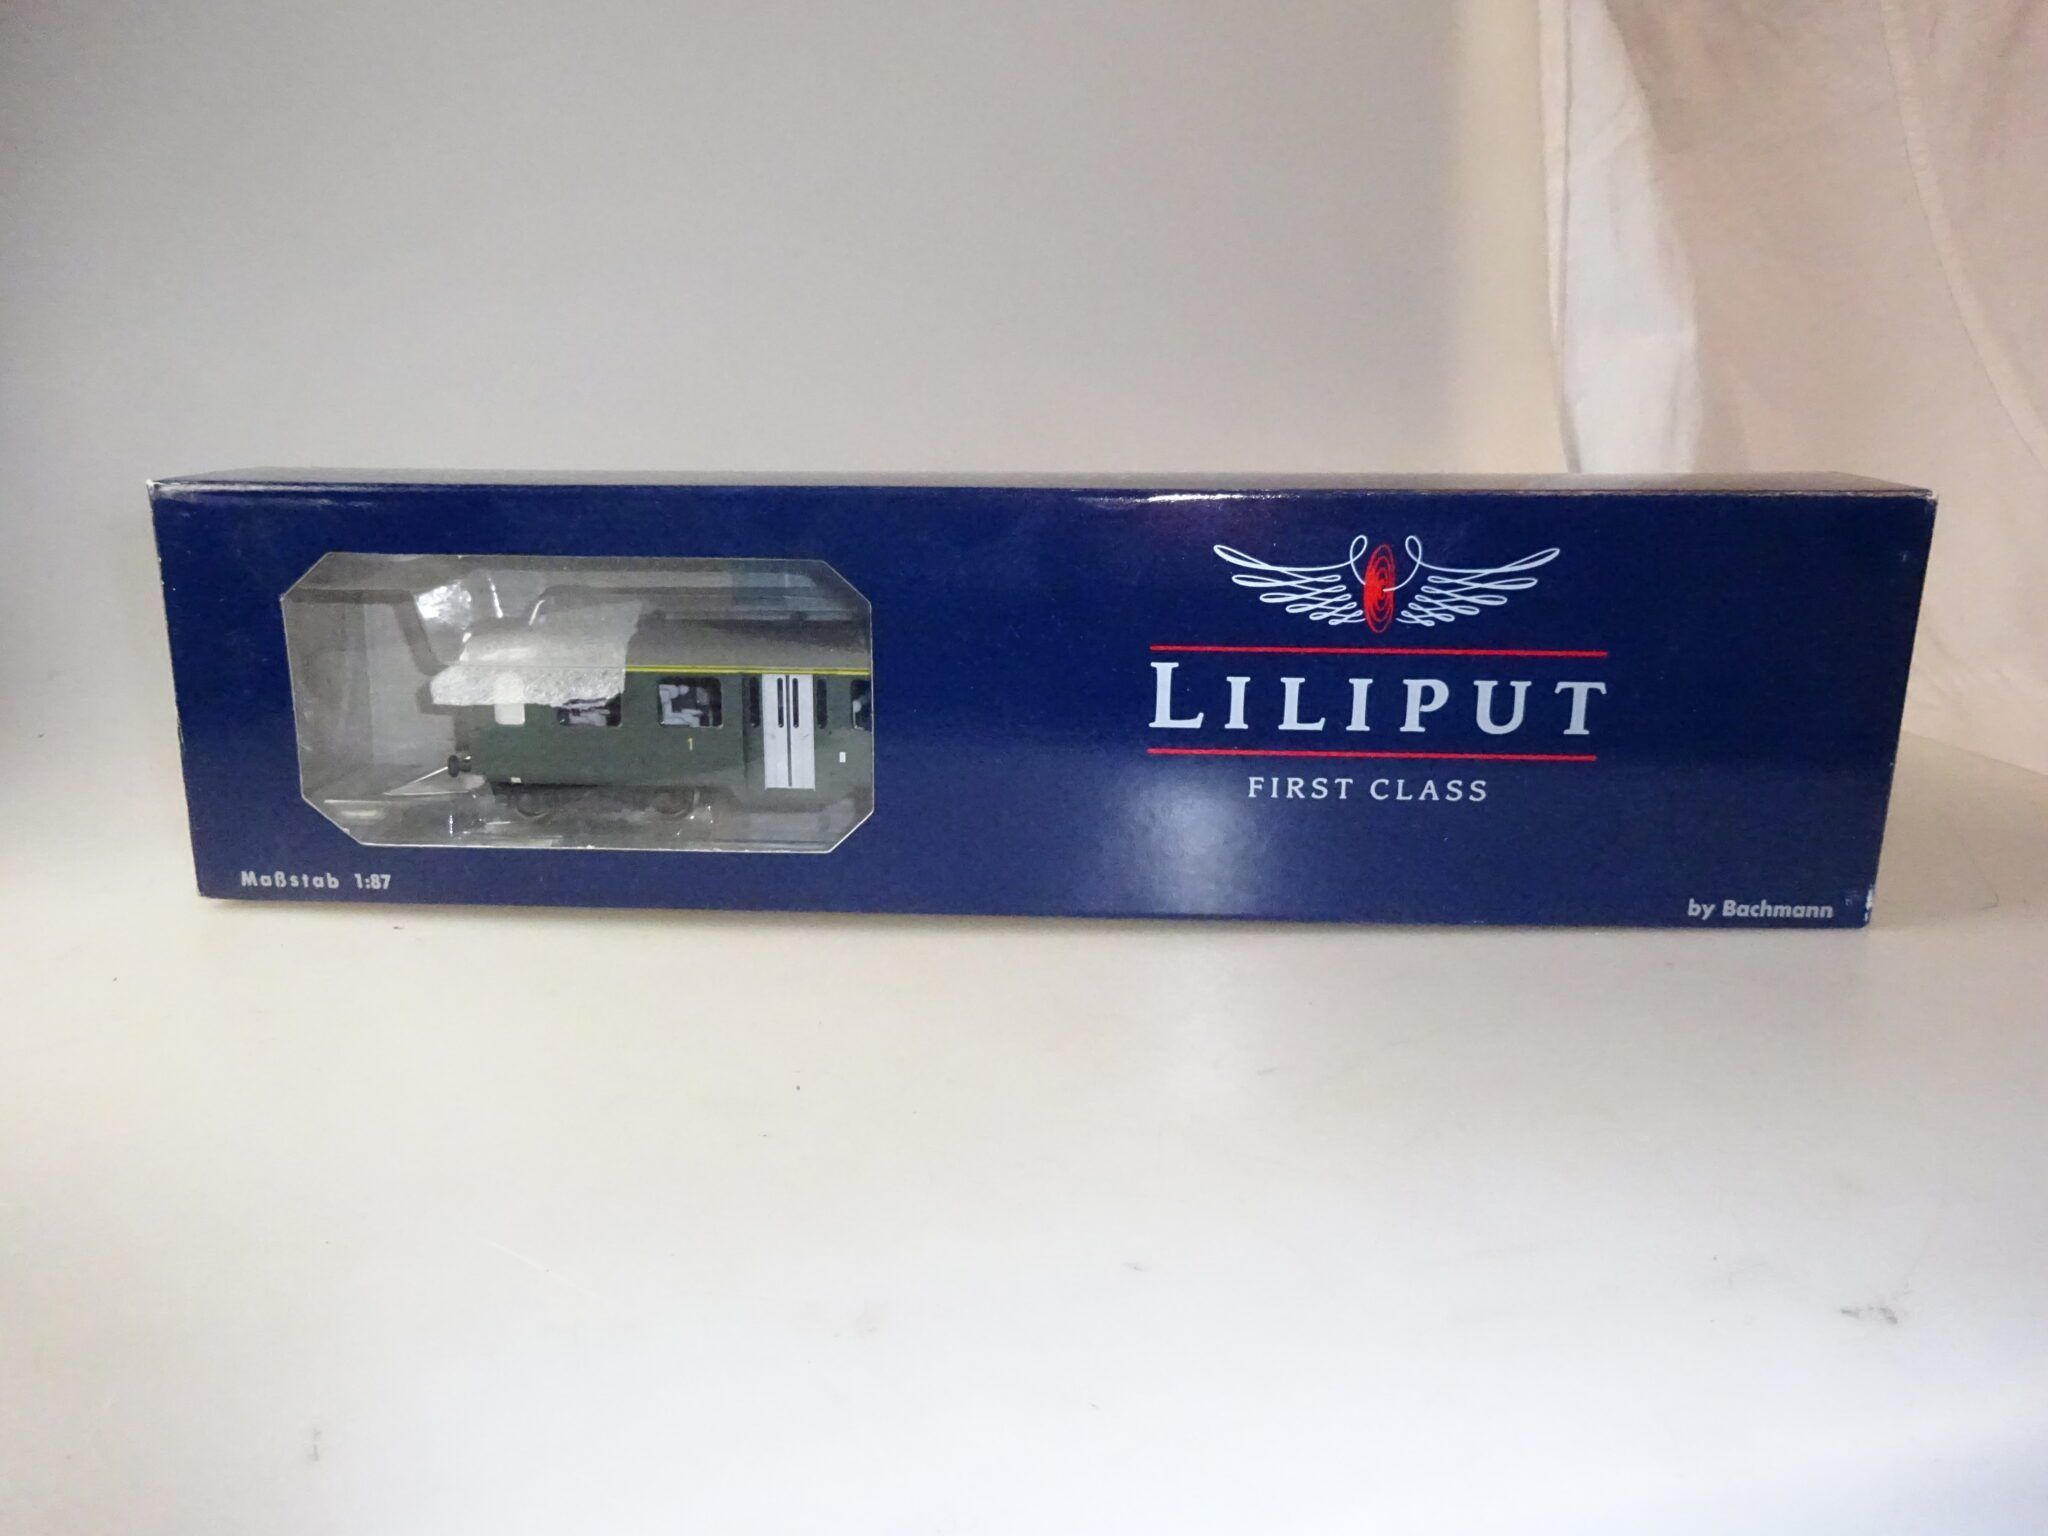 LILIPUT
FIRST CLASS
1
Maßstab 1:87
by Bachmann